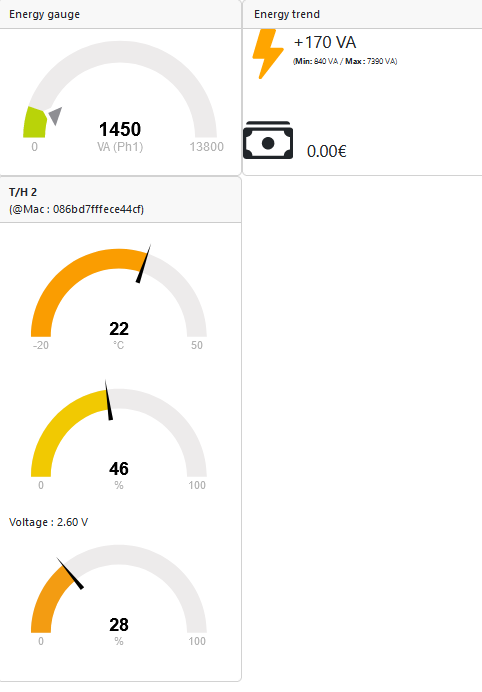 Energy gauge
1450
0 VA (Ph1) 13800
Energy trend
+170 VA
(Min: 840 VA / Max : 7390 VA)
0.00€
T/H 2
(@Mac : 086bd7fffece44cf)
22
-20 °C 50
46
0 % 100
Voltage : 2.60 V
28
0 % 100